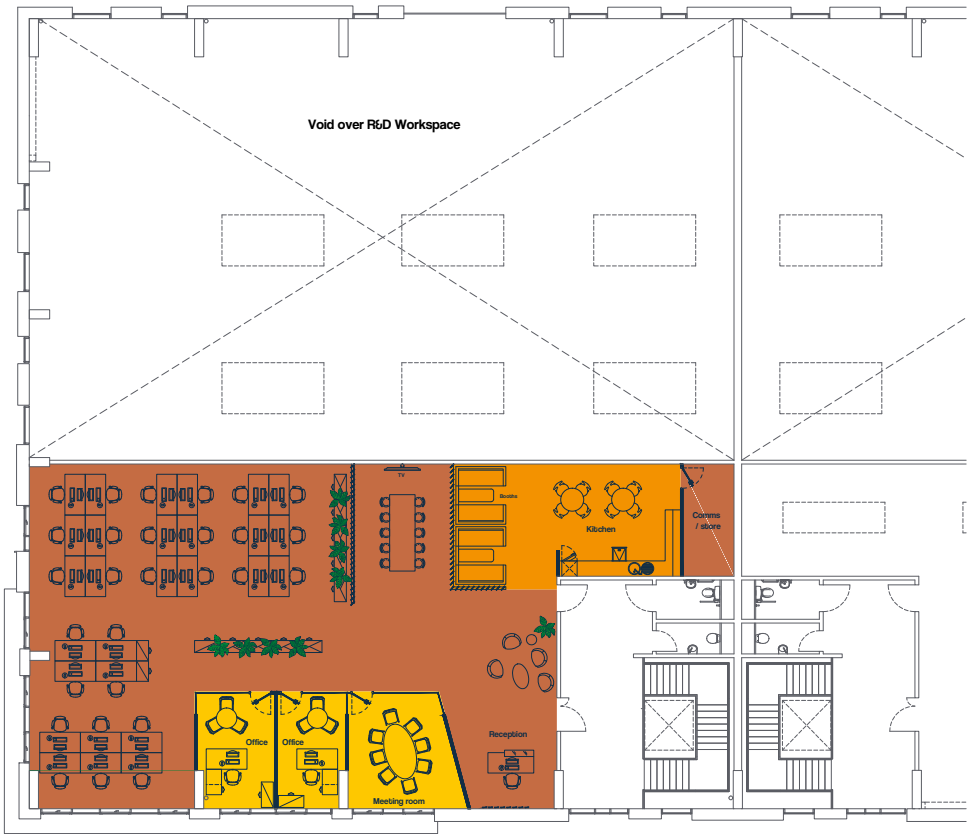 Void over R&D Workspace
TV
Booths
Kitchen
Comms
/ store
Office
Office
Reception
Meeting room